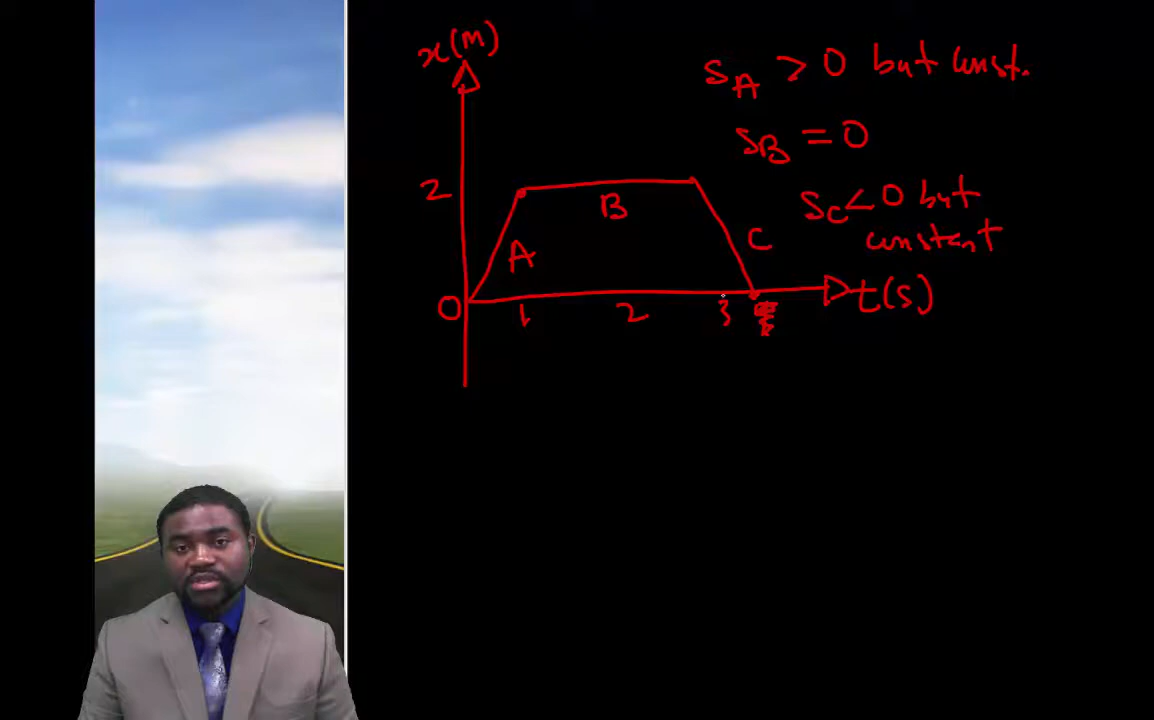 x(m)
S_A > 0 but const.
S_B = 0
2
B
S_C < 0 but
constant
A
C
0
1
2
3
t(s)